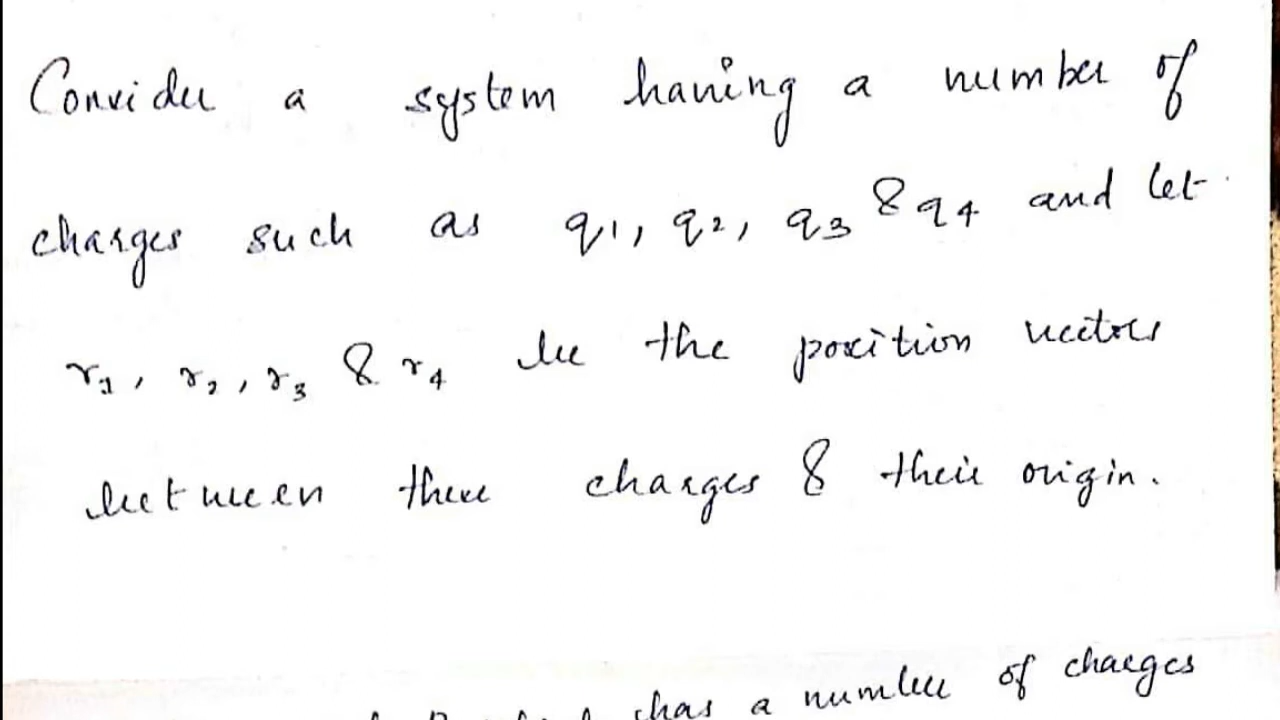 Consider a system having a number of
charges such as q1, q2, q3 & q4 and let
r1, r2, r3 & r4 be the position vectors
between these charges & their origin.
has a number of charges